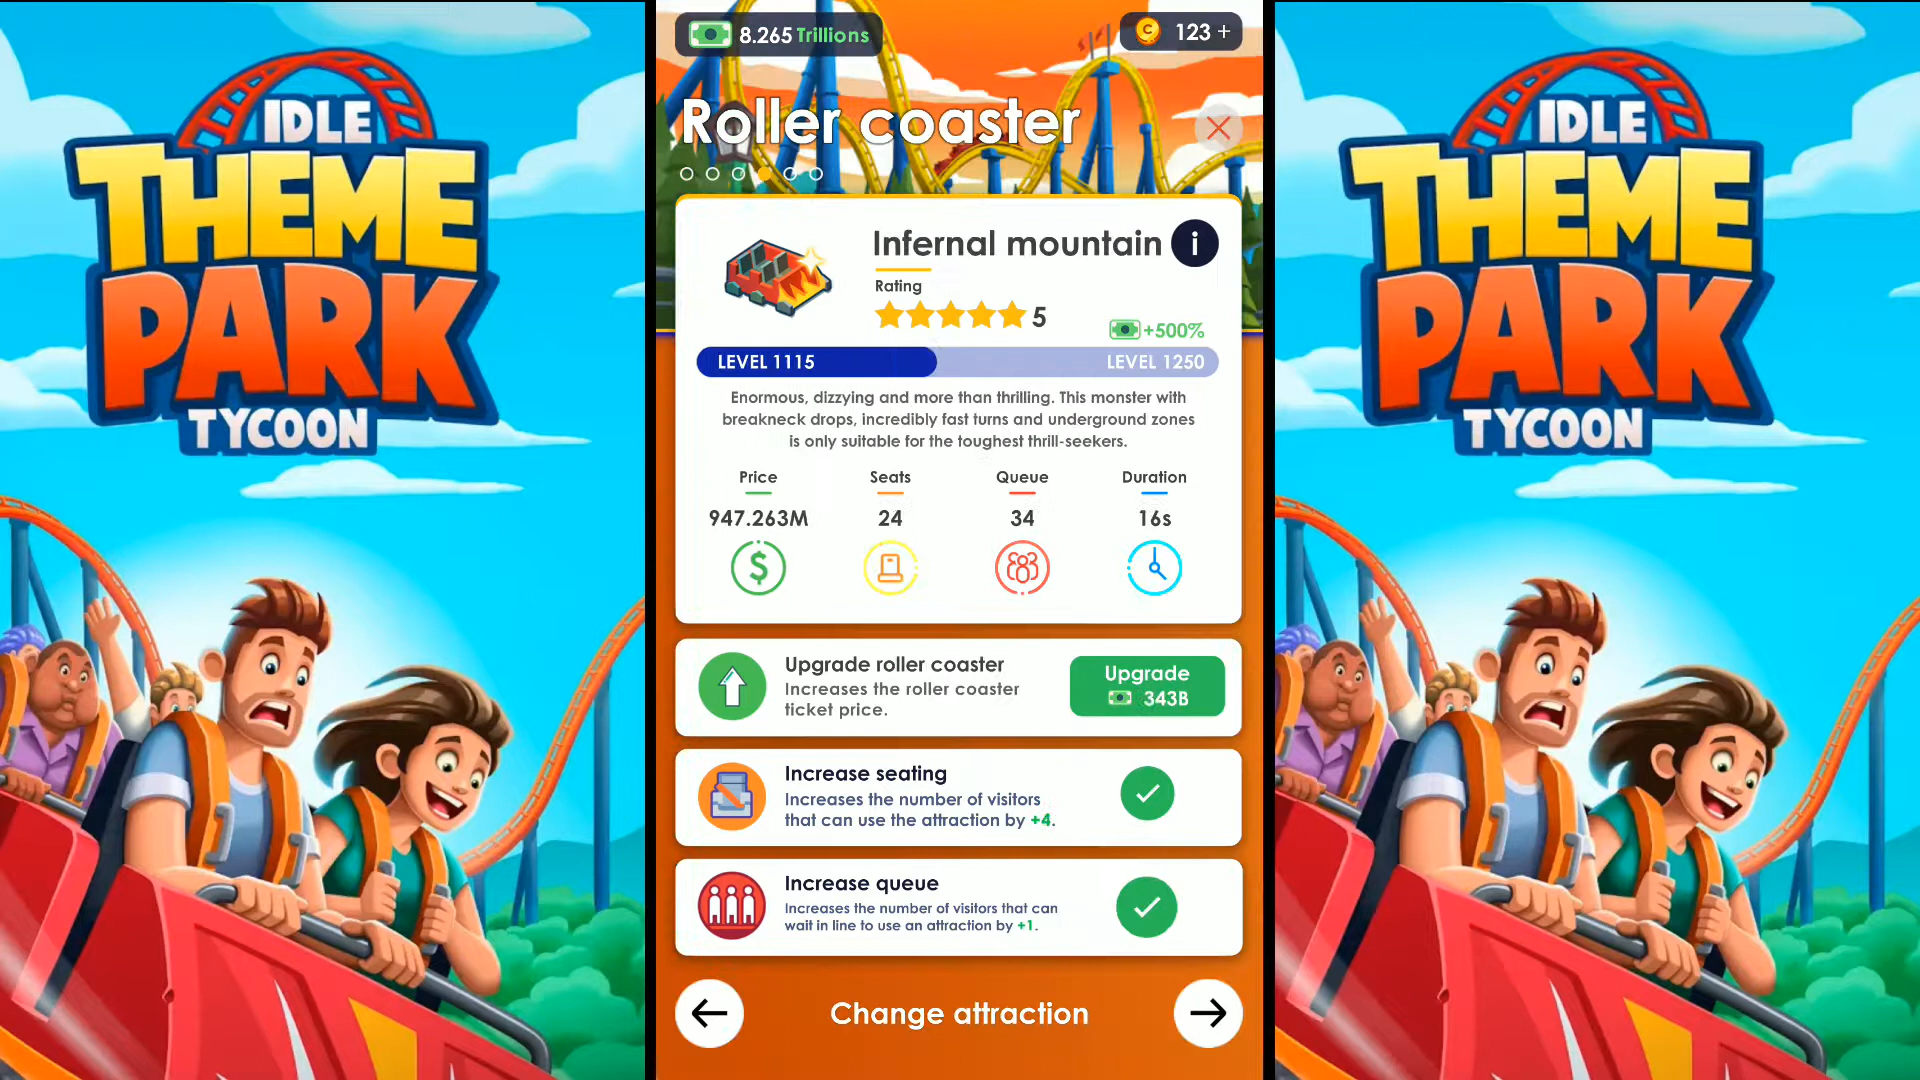 IDLE
THEME
PARK
TYCOON
8.265 Trillions
123 +
Roller coaster
Infernal mountain i
Rating
5
+500%
LEVEL 1115
LEVEL 1250
Enormous, dizzying and more than thrilling. This monster with
breakneck drops, incredibly fast turns and underground zones
is only suitable for the toughest thrill-seekers.
Price Seats Queue Duration
947.263M 24 34 16s
$
Upgrade roller coaster
Increases the roller coaster
ticket price.
Upgrade
343B
Increase seating
Increases the number of visitors
that can use the attraction by +4.
Increase queue
Increases the number of visitors that can
wait in line to use an attraction by +1.
Change attraction
IDLE
THEME
PARK
TYCOON